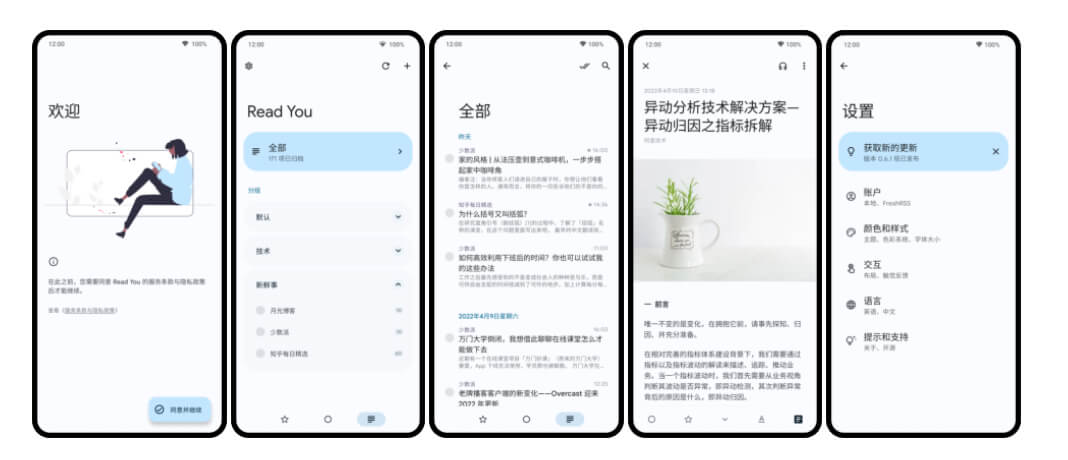 12:00
100%
欢迎
在此之前，您需要同意 Read You 的服务条款与隐私政策
后才能继续。
查看《服务条款与隐私政策》
同意并继续
12:00
100%
Read You
全部
171 项已归档
分组
默认
技术
新鲜事
月光博客
少数派
知乎每日精选
12:00
100%
全部
昨天
少数派
家的风格 | 从法压壶到意式咖啡机，一步步搭
起家中咖啡角
知乎每日精选
为什么括号又叫括弧？
少数派
如何高效利用下班后的时间？你也可以试试我
的这些办法
2022年4月9日星期六
少数派
万门大学倒闭，我想借此聊聊在线课堂怎么才
能做下去
少数派
老牌播客客户端的新变化——Overcast 迎来
2022 年更新
12:00
100%
异动分析技术解决方案—
异动归因之指标拆解
一 前言
唯一不变的是变化，在拥抱它前，请事先探知、归
因、并充分准备。
在相对完善的指标体系建设背景下，我们需要通过
指标以及指标波动的解读来描述、追踪、推动业
务。当一个指标波动时，我们首先需要从业务视角
判断其波动是否异常，即异动检测，其次判断异常
背后的原因是什么，即异动归因。
12:00
100%
设置
获取新的更新
版本 0.6.1 现已发布
账户
本地、FreshRSS
颜色和样式
主题、色彩系统、字体大小
交互
布局、触觉反馈
语言
英语、中文
提示和支持
关于、开源